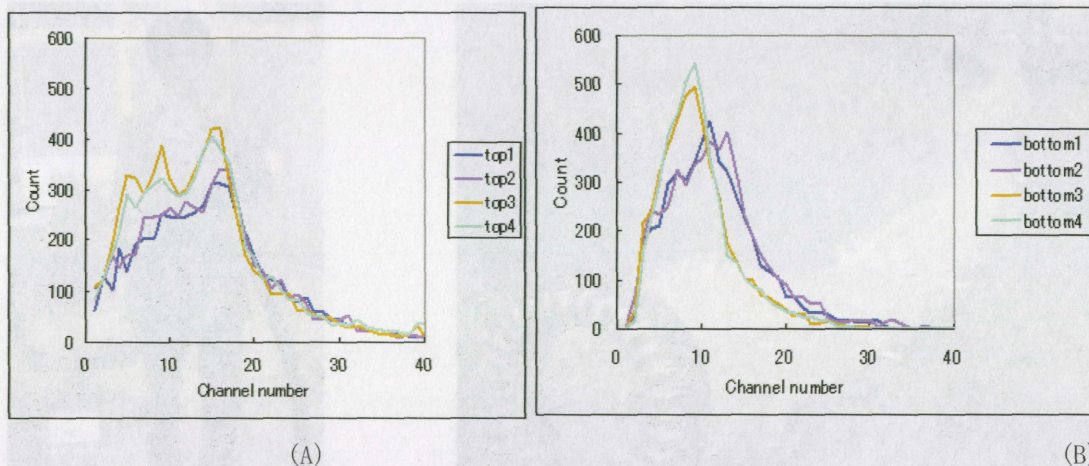 600
500
400
300
200
100
0
Count
0 10 20 30 40
Channel number
top1
top2
top3
top4
(A)
600
500
400
300
200
100
0
Count
0 10 20 30 40
Channel number
bottom1
bottom2
bottom3
bottom4
(B)